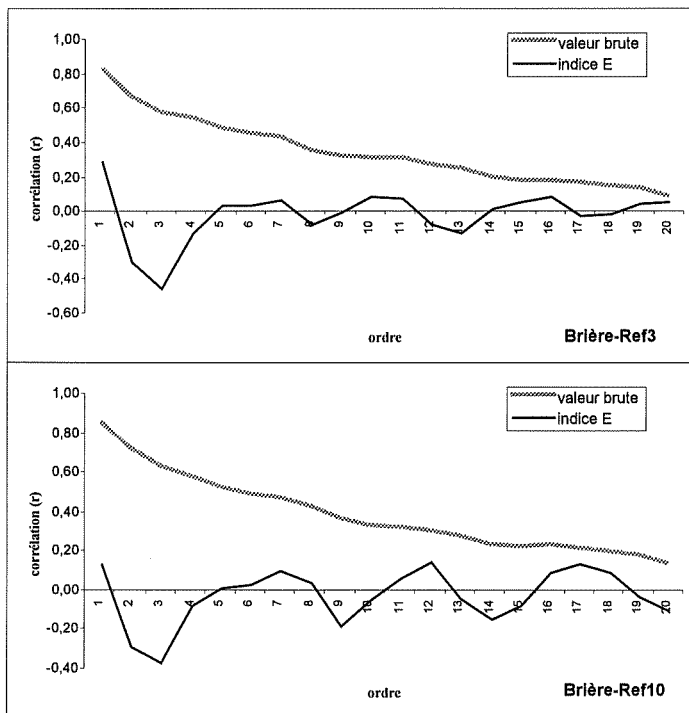 1,00
0,80
0,60
0,40
0,20
0,00
-0,20
-0,40
-0,60
corrélation (r)
valeur brute
indice E
1 2 3 4 5 6 7 8 9 10 11 12 13 14 15 16 17 18 19 20
ordre
Brière-Ref3
1,00
0,80
0,60
0,40
0,20
0,00
-0,20
-0,40
corrélation (r)
valeur brute
indice E
1 2 3 4 5 6 7 8 9 10 11 12 13 14 15 16 17 18 19 20
ordre
Brière-Ref10